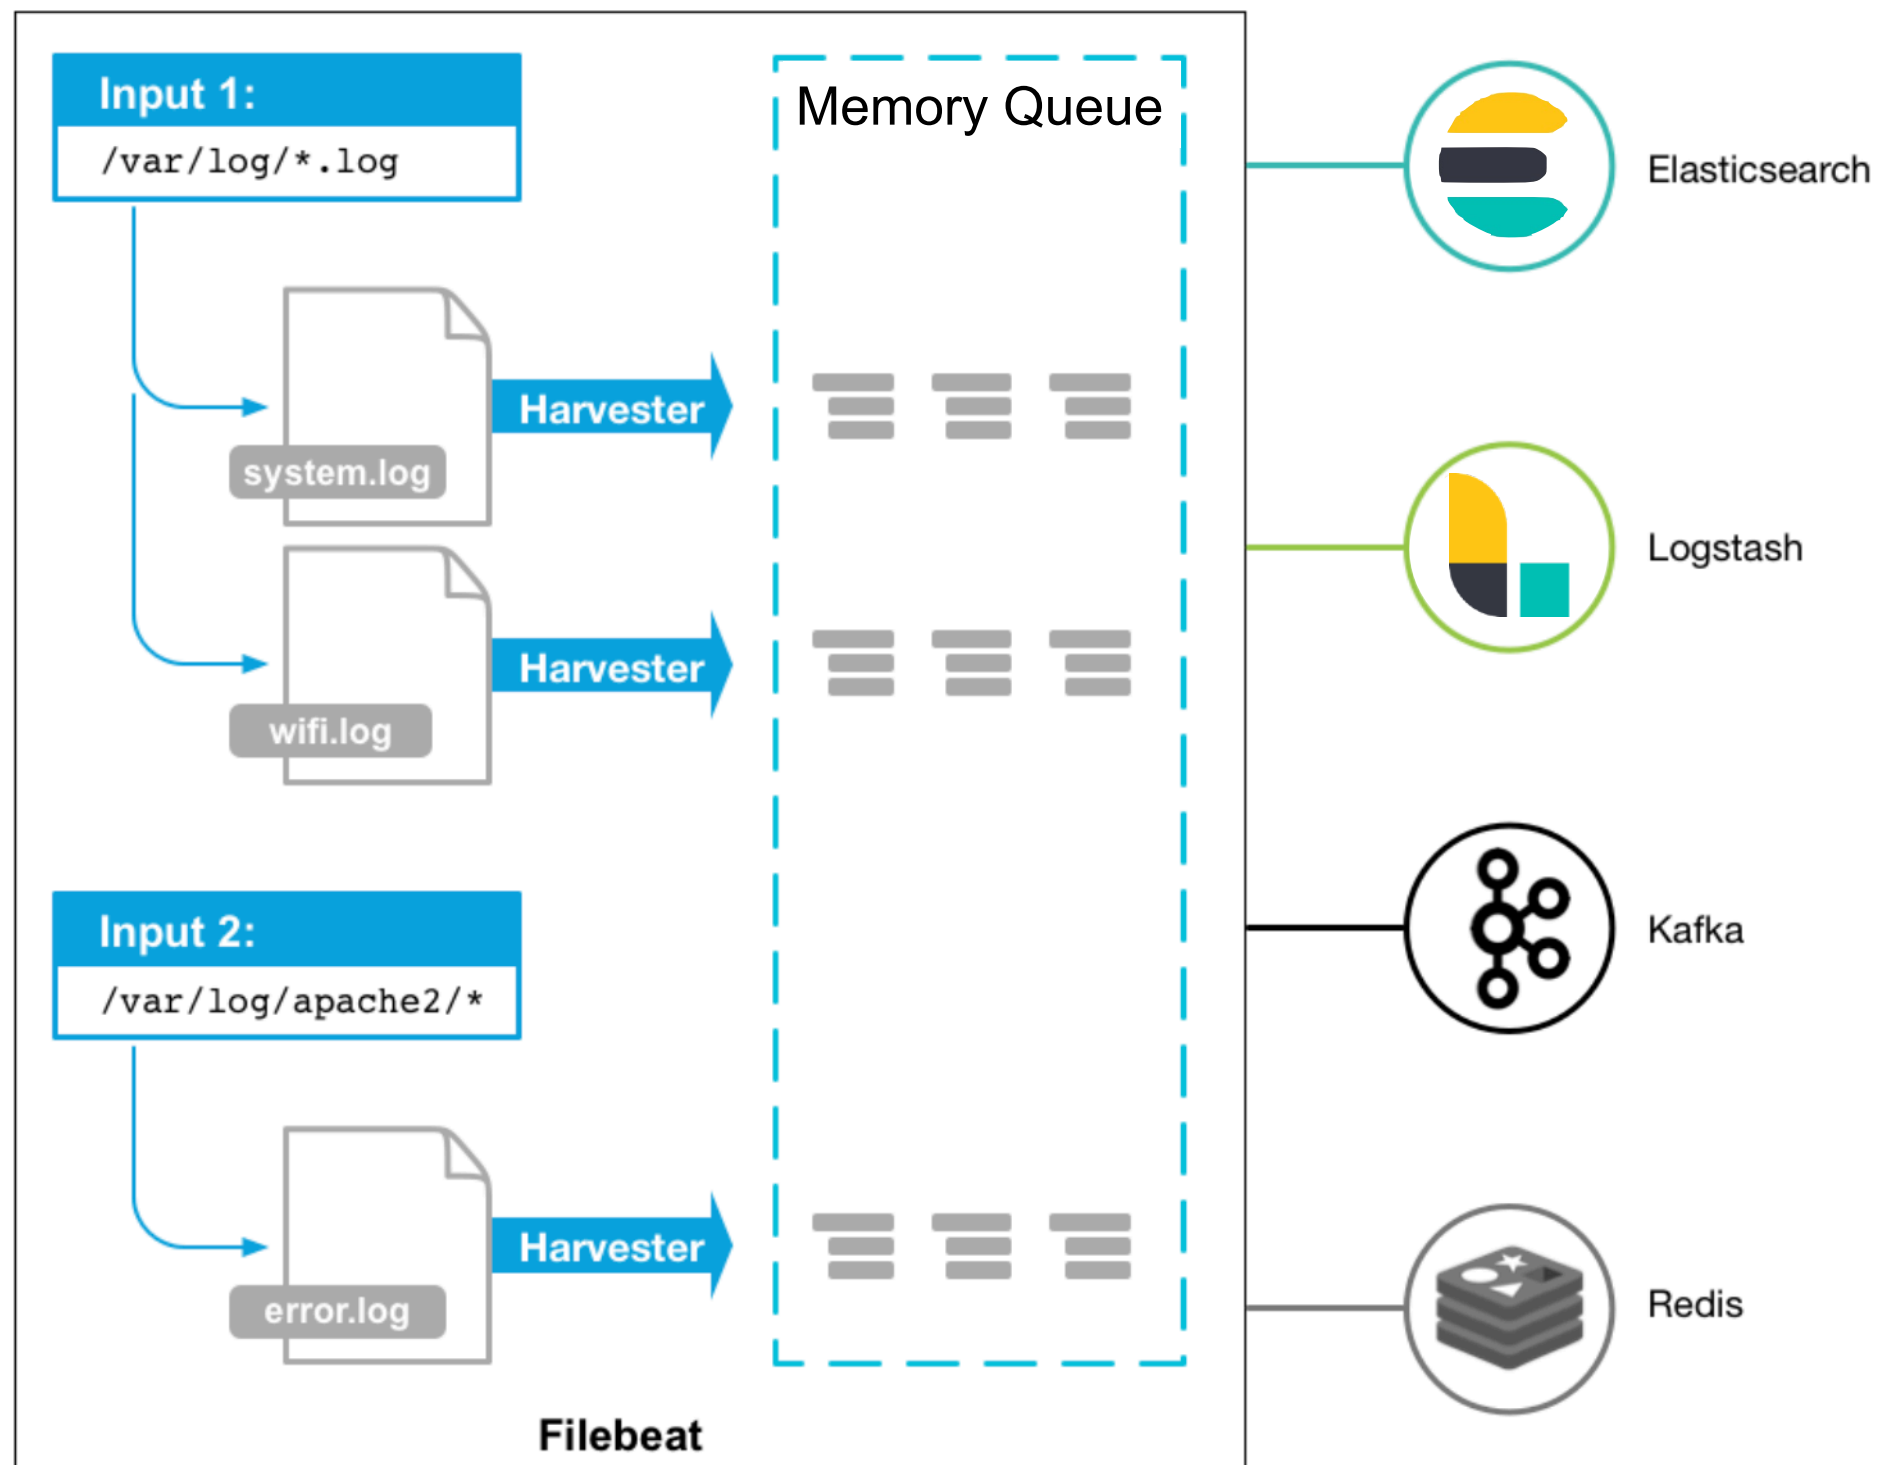 Input 1:
/var/log/*.log
Memory Queue
Elasticsearch
Harvester
system.log
Logstash
Harvester
wifi.log
Input 2:
/var/log/apache2/*
Kafka
Harvester
error.log
Redis
Filebeat